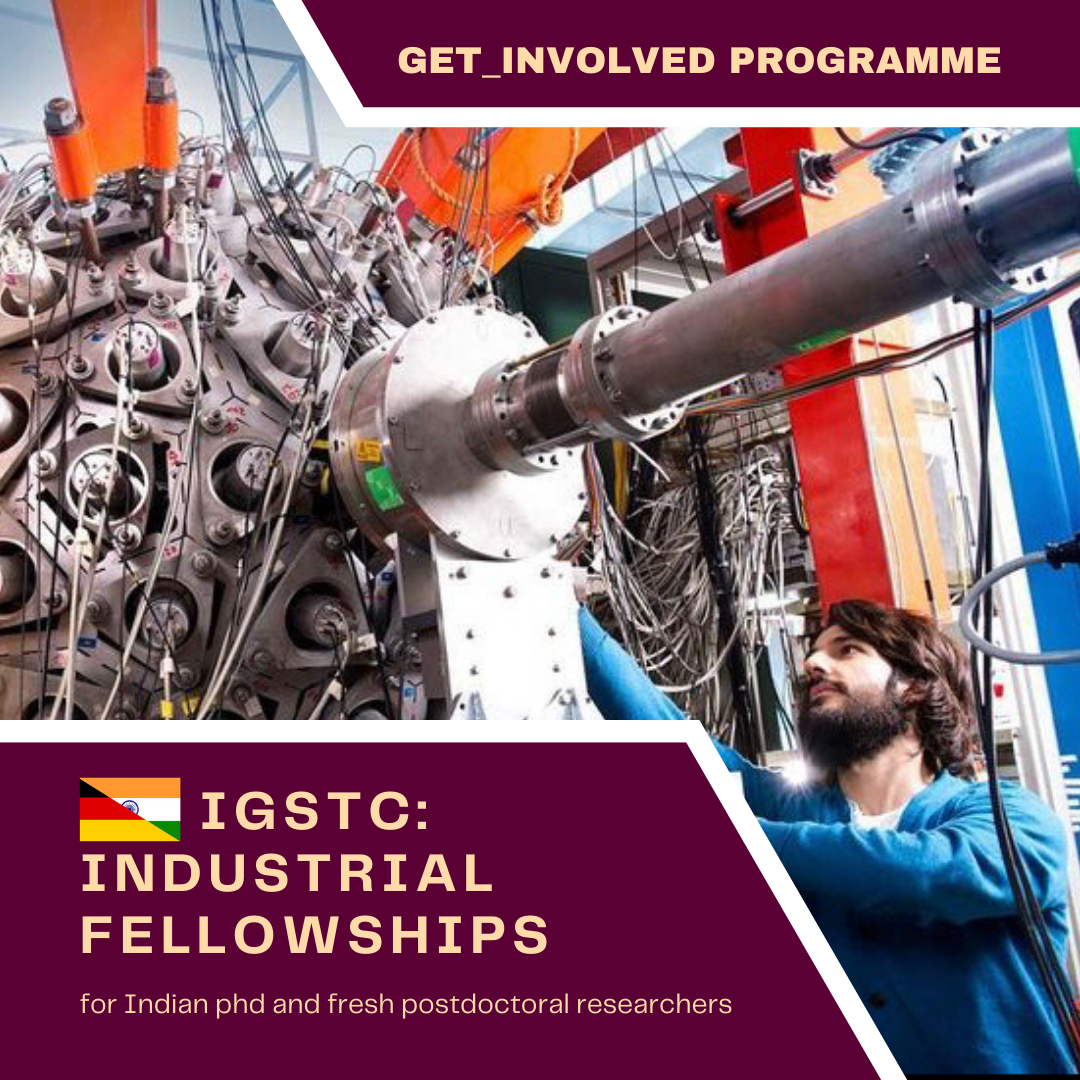 GET_INVOLVED PROGRAMME
IGSTC:
INDUSTRIAL
FELLOWSHIPS
for Indian phd and fresh postdoctoral researchers